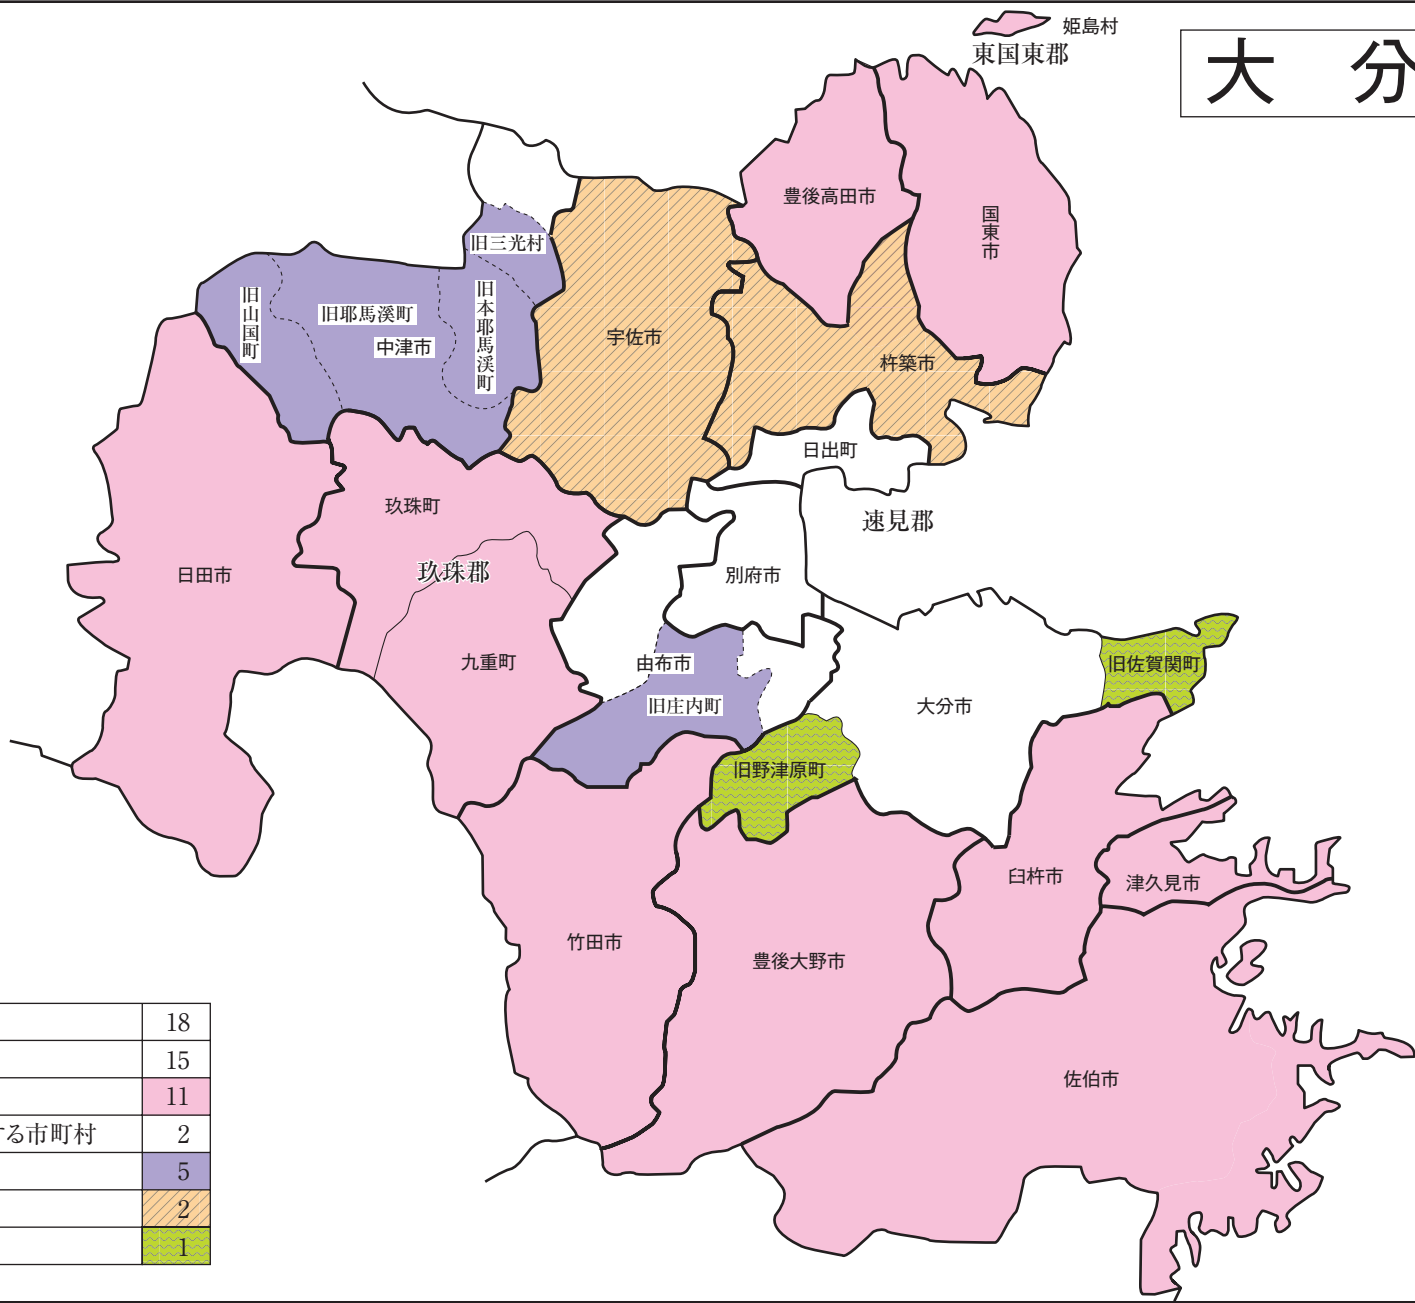 姫島村
東国東郡
大分
豊後高田市
国東市
旧三光村
旧山国町
旧耶馬溪町
中津市
旧本耶馬溪町
宇佐市
杵築市
日出町
速見郡
玖珠町
玖珠郡
日田市
九重町
別府市
由布市
旧庄内町
大分市
旧佐賀関町
旧野津原町
臼杵市
津久見市
竹田市
豊後大野市
佐伯市
18
15
11
する市町村 2
5
2
1